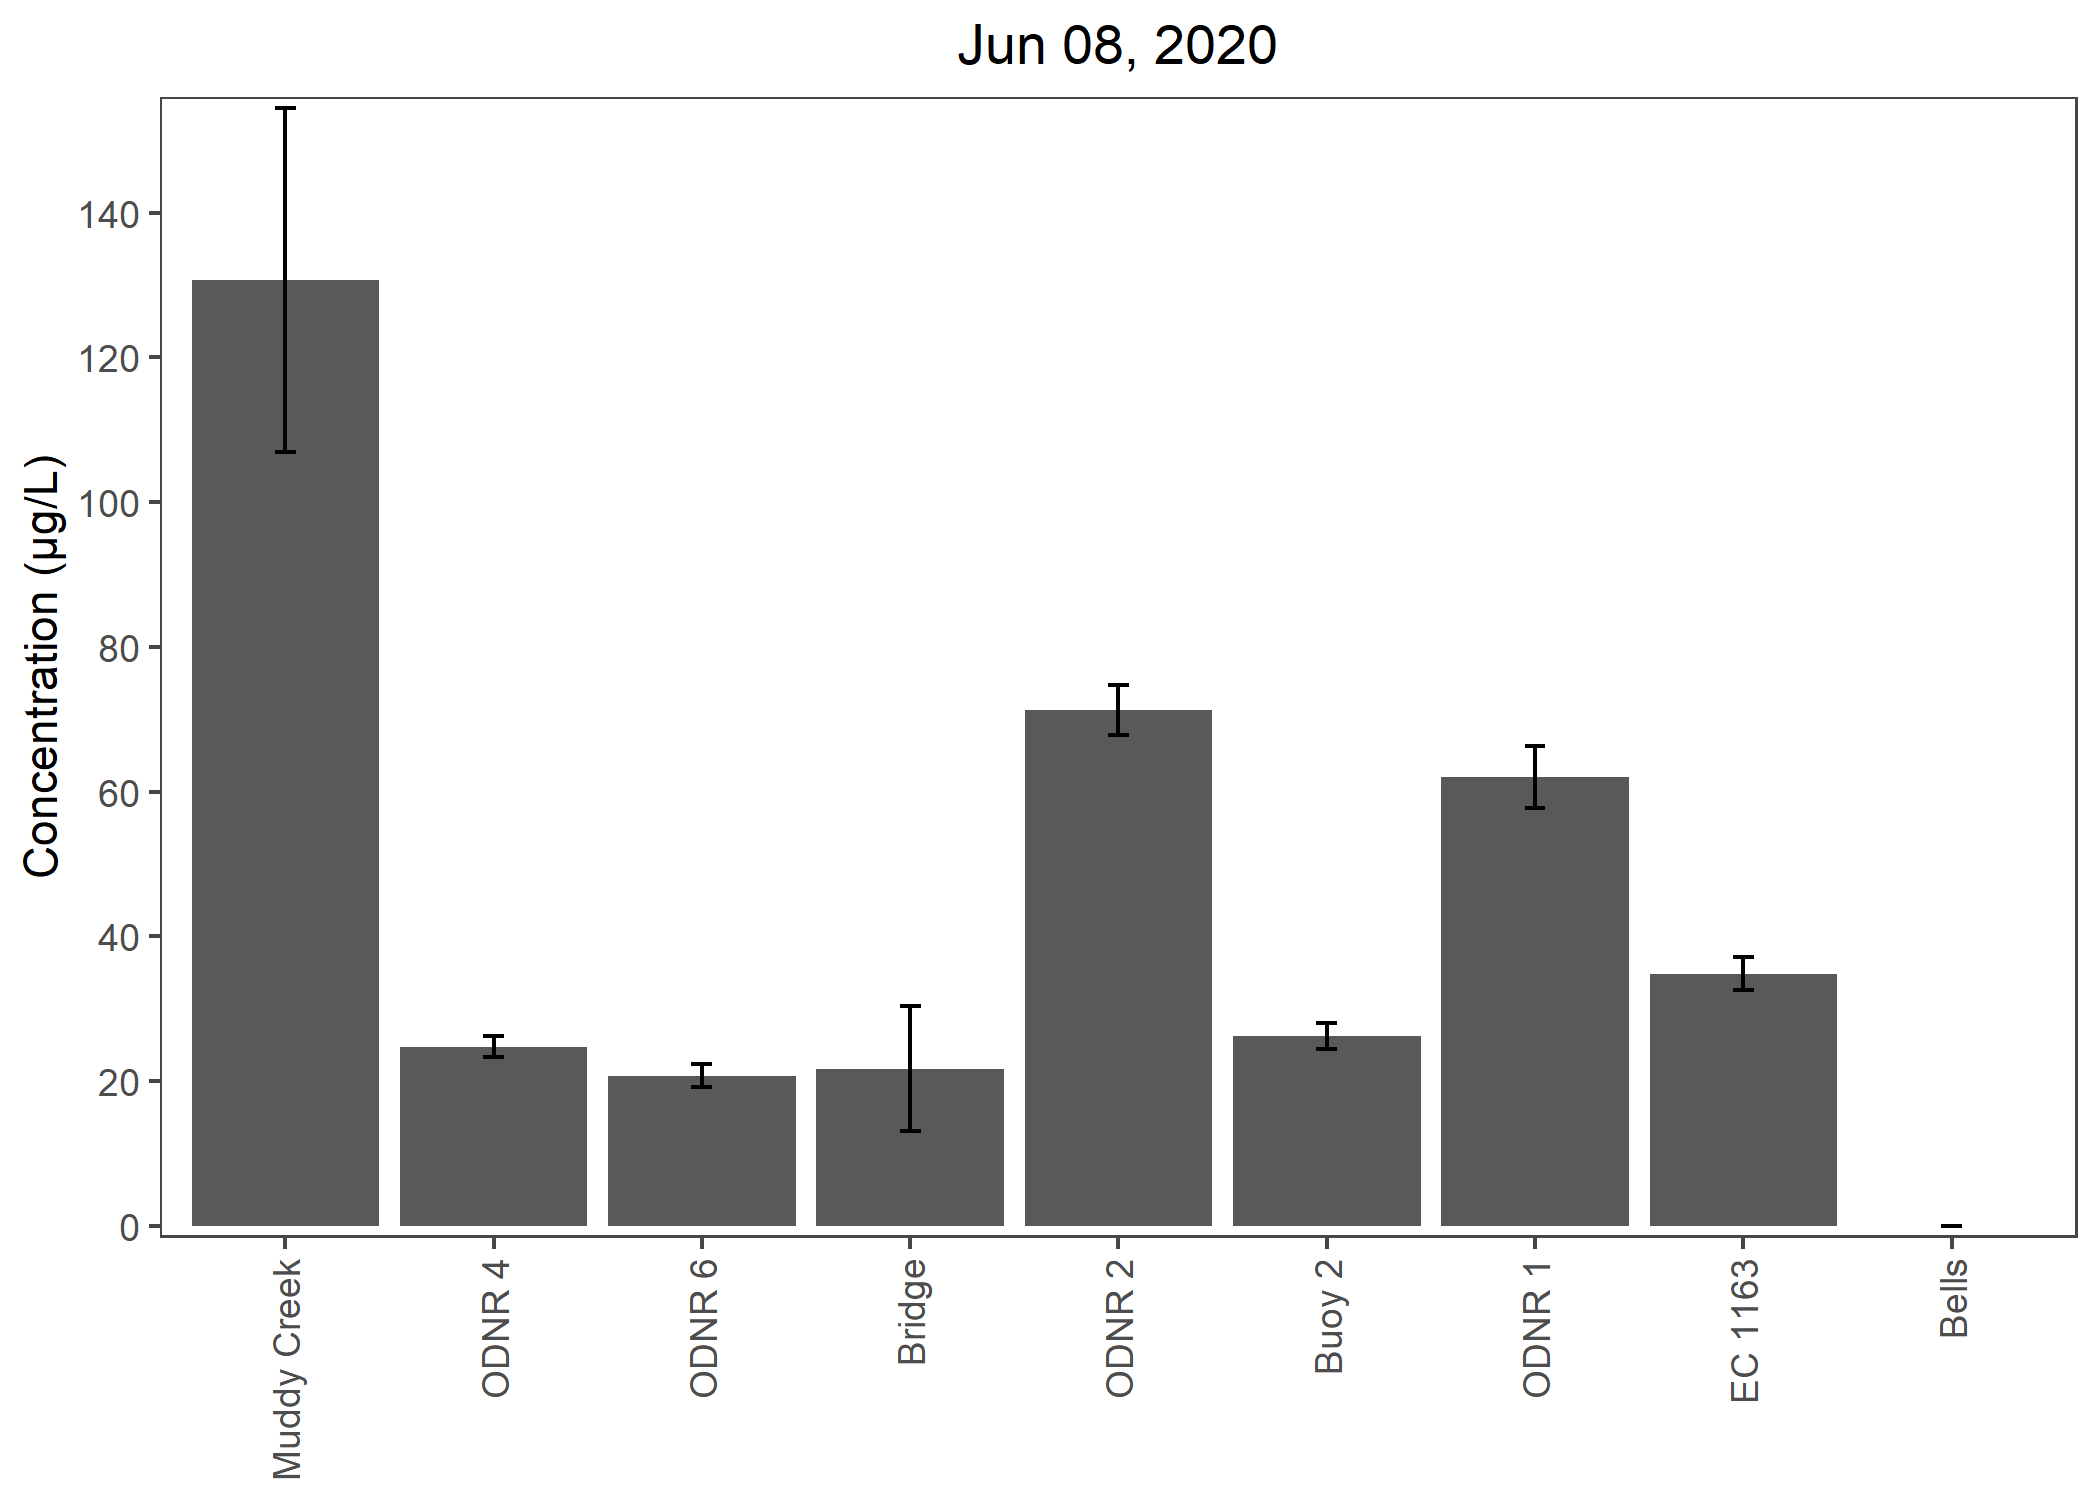 Jun 08, 2020
Concentration (µg/L)
140
120
100
80
60
40
20
0
Muddy Creek
ODNR 4
ODNR 6
Bridge
ODNR 2
Buoy 2
ODNR 1
EC 1163
Bells